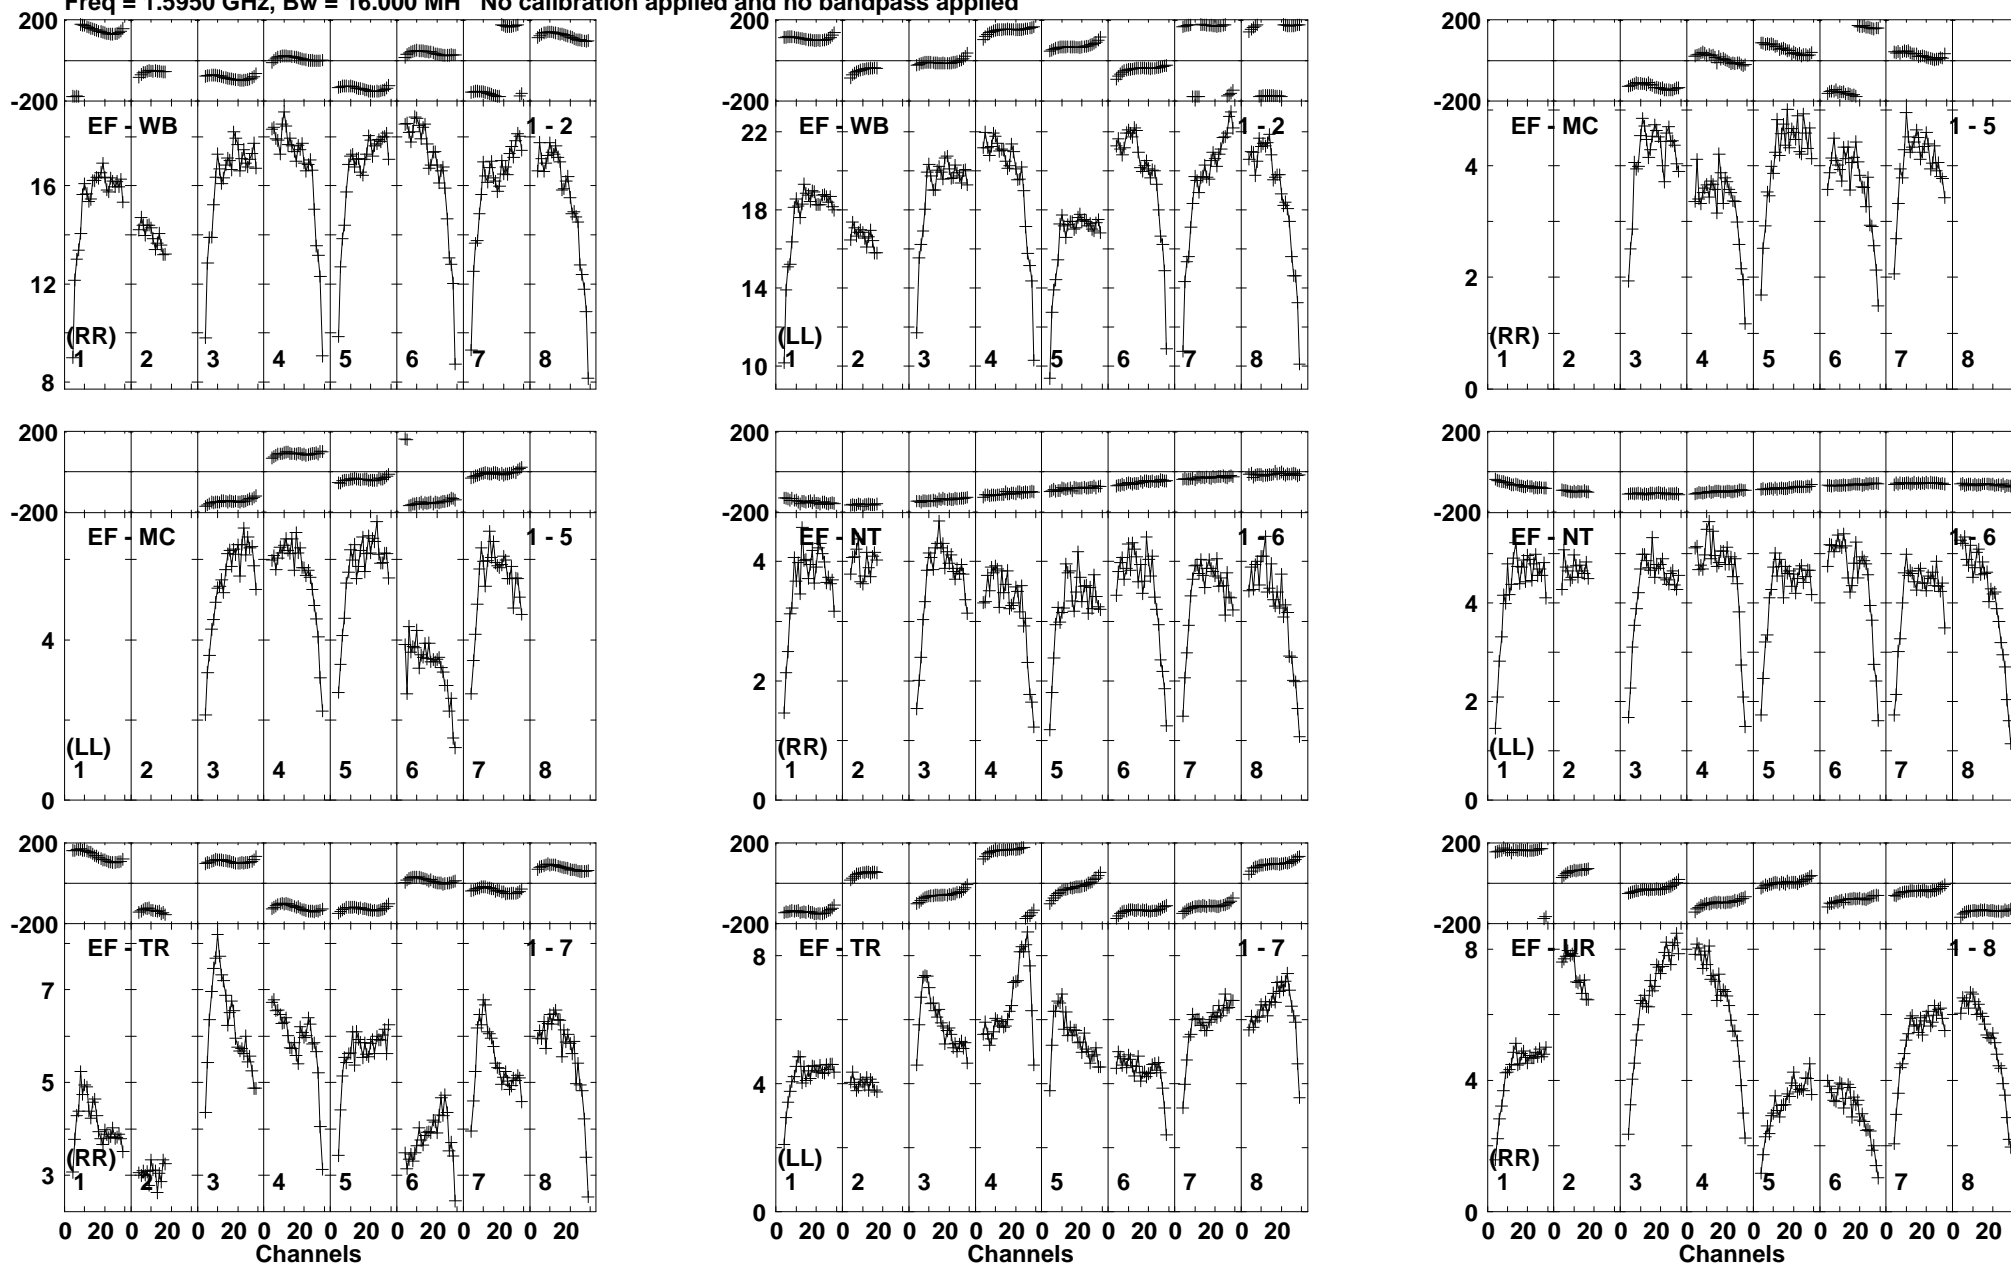 Freq = 1.5950 GHz, Bw = 16.000 MH No calibration applied and no bandpass applied
200
-200
EF - WB 1 - 2
16
12
8
(RR)
1 2 3 4 5 6 7 8
200
-200
EF - WB 1 - 2
22
18
14
10
(LL)
1 2 3 4 5 6 7 8
200
-200
EF - MC 1 - 5
4
2
0
(RR)
1 2 3 4 5 6 7 8
200
-200
EF - MC 1 - 5
4
0
(LL)
1 2 3 4 5 6 7 8
200
-200
EF - NT 1 - 6
4
2
0
(RR)
1 2 3 4 5 6 7 8
200
-200
EF - NT 1 - 6
4
2
0
(LL)
1 2 3 4 5 6 7 8
200
-200
EF - TR 1 - 7
7
5
3
(RR)
1 2 3 4 5 6 7 8
0 20 0 20 0 20 0 20 0 20 0 20 0 20 0 20
Channels
200
-200
EF - TR 1 - 7
8
4
0
(LL)
1 2 3 4 5 6 7 8
0 20 0 20 0 20 0 20 0 20 0 20 0 20 0 20
Channels
200
-200
EF - UR 1 - 8
8
4
0
(RR)
1 2 3 4 5 6 7 8
0 20 0 20 0 20 0 20 0 20 0 20 0 20 0 20
Channels